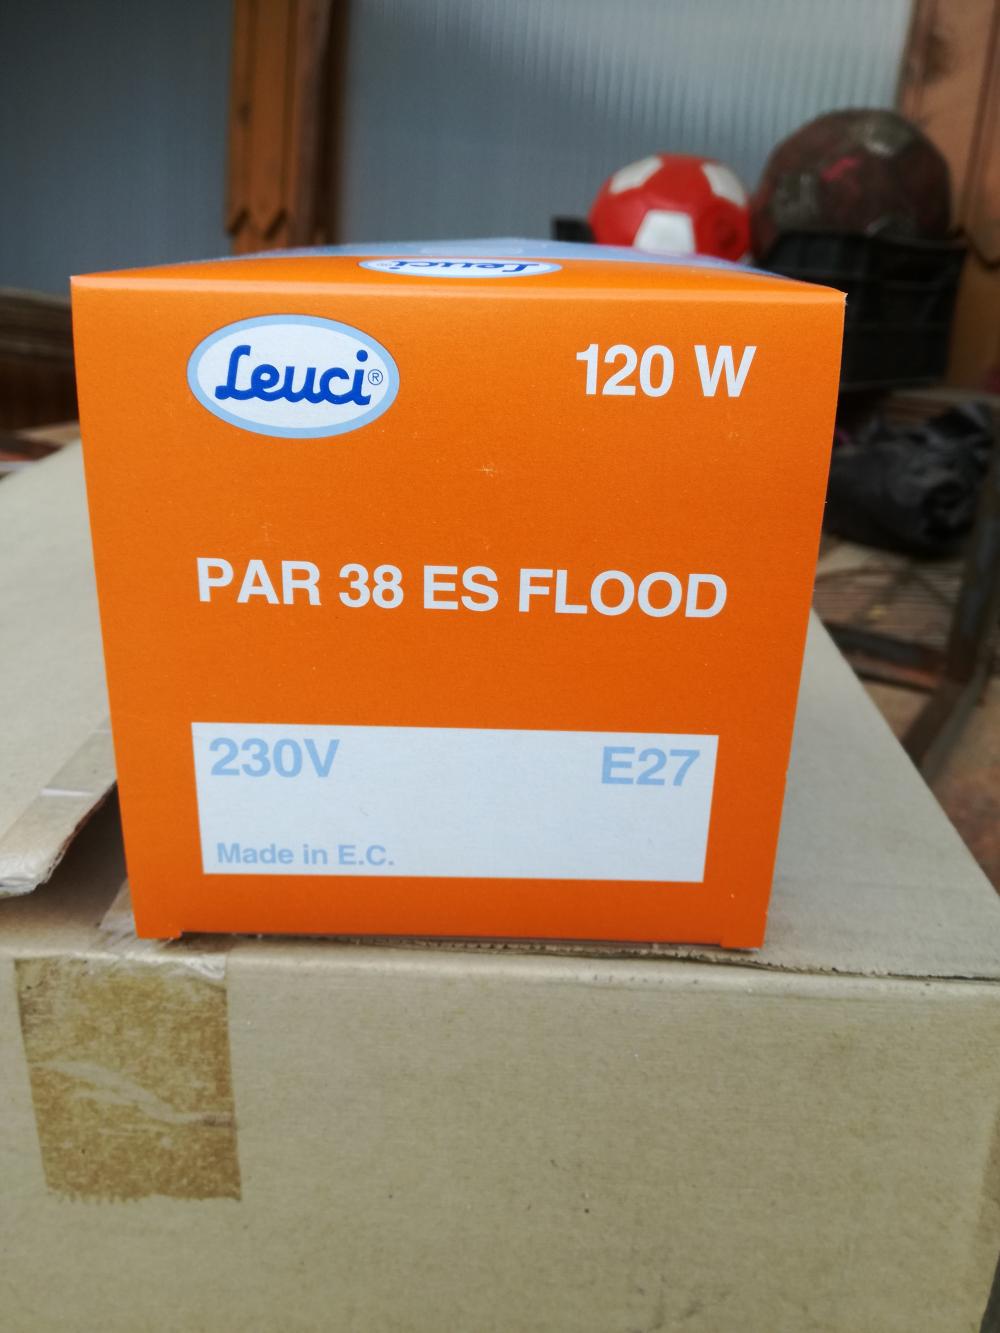 Leuci®
Leuci®
120 W
PAR 38 ES FLOOD
230V
E27
Made in E.C.